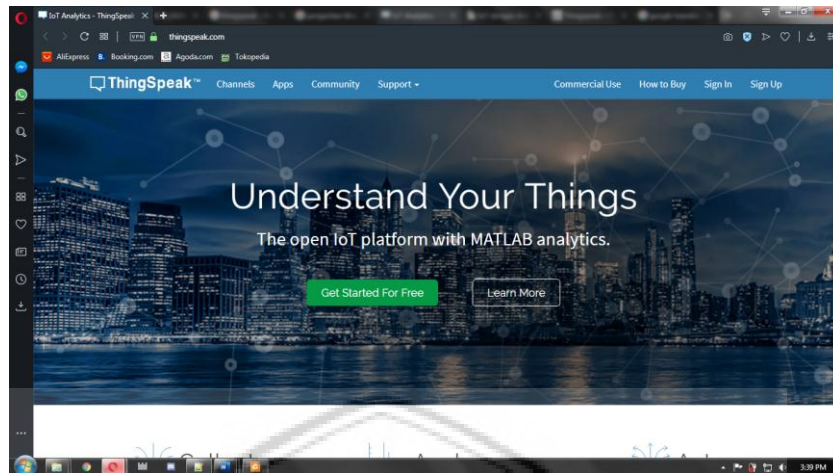 IoT Analytics - ThingSpeak
VPN thingspeak.com
AliExpress Booking.com Agoda.com Tokopedia
ThingSpeak™ Channels Apps Community Support Commercial Use How to Buy Sign In Sign Up
Understand Your Things
The open IoT platform with MATLAB analytics.
Get Started For Free Learn More
3:39 PM